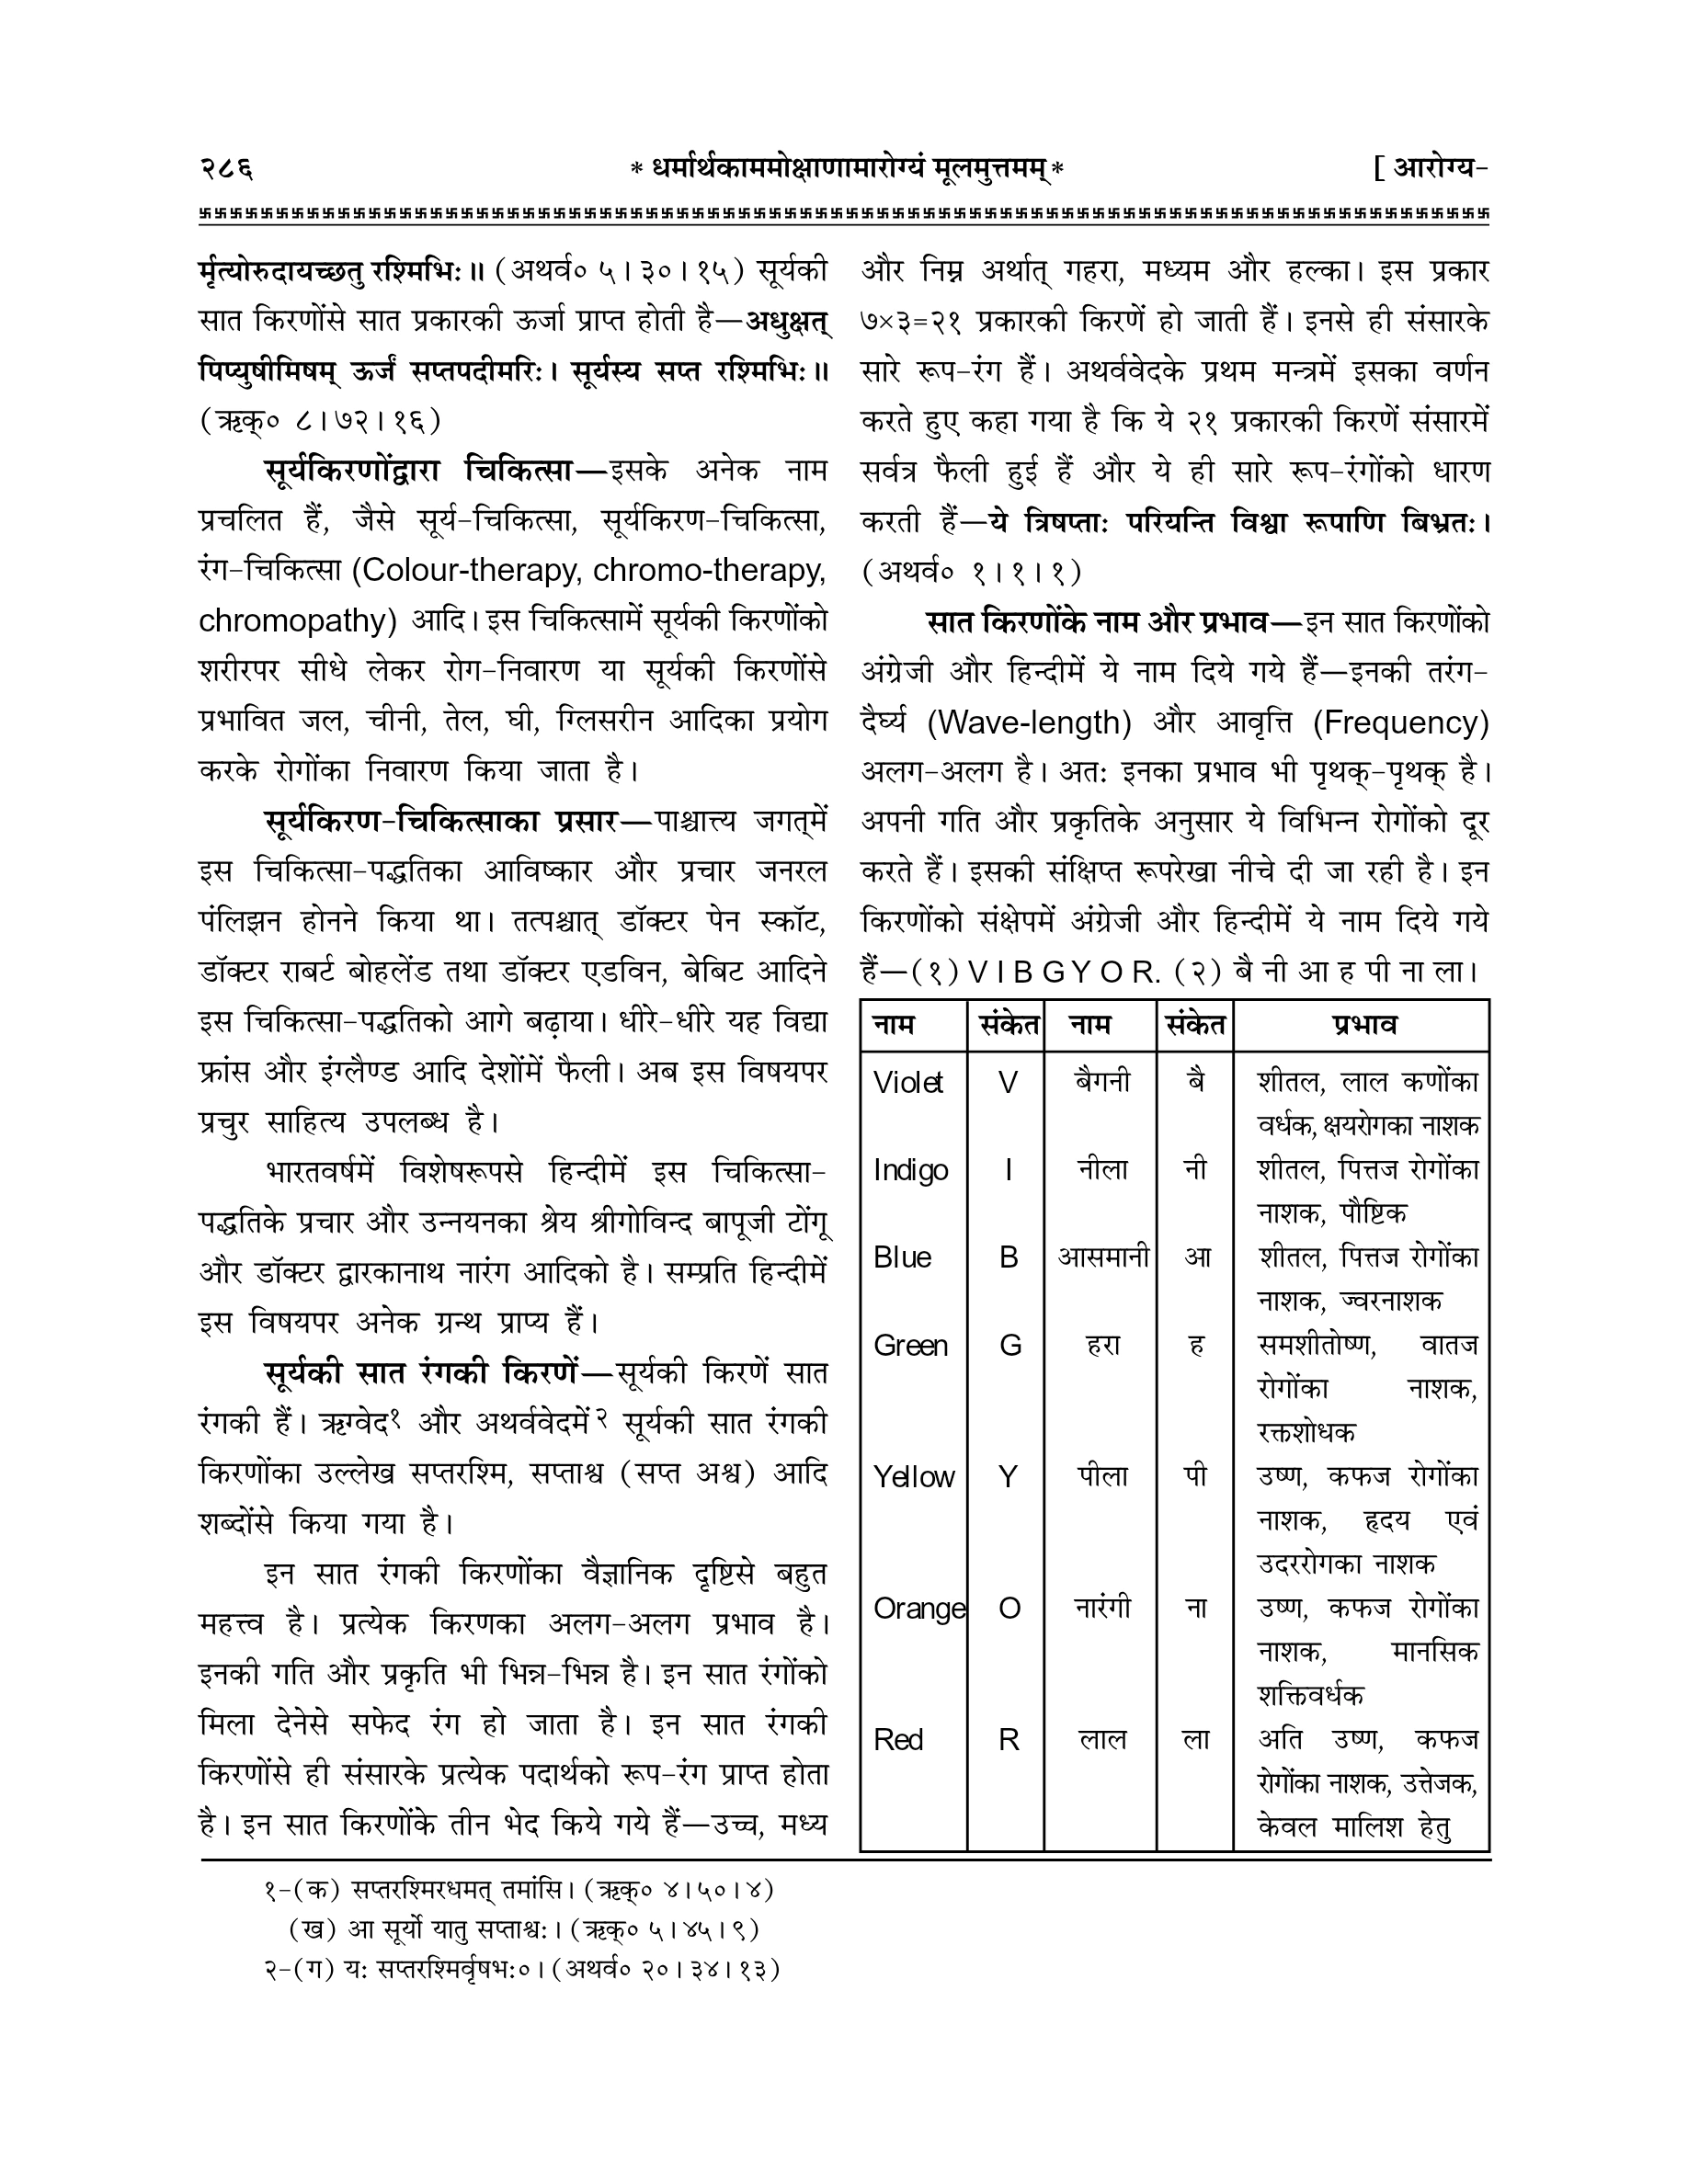 २८६ * धर्मार्थकाममोक्षाणामारोग्यं मूलमुत्तमम् * [ आरोग्य-
र्मृत्योरुदायच्छतु रश्मिभिः॥ (अथर्व० ५।३०।१५) सूर्यकी
सात किरणोंसे सात प्रकारकी ऊर्जा प्राप्त होती है—अधुक्षत्
पिप्युषीमिषम् ऊर्जं सप्तपदीमरिः। सूर्यस्य सप्त रश्मिभिः॥
(ऋक्० ८।७२।१६)
सूर्यकिरणोंद्वारा चिकित्सा—इसके अनेक नाम
प्रचलित हैं, जैसे सूर्य-चिकित्सा, सूर्यकिरण-चिकित्सा,
रंग-चिकित्सा (Colour-therapy, chromo-therapy,
chromopathy) आदि। इस चिकित्सामें सूर्यकी किरणोंको
शरीरपर सीधे लेकर रोग-निवारण या सूर्यकी किरणोंसे
प्रभावित जल, चीनी, तेल, घी, ग्लिसरीन आदिका प्रयोग
करके रोगोंका निवारण किया जाता है।
सूर्यकिरण-चिकित्साका प्रसार—पाश्चात्त्य जगत्‌में
इस चिकित्सा-पद्धतिका आविष्कार और प्रचार जनरल
पंलिझन होनने किया था। तत्पश्चात् डॉक्टर पेन स्कॉट,
डॉक्टर राबर्ट बोहलेंड तथा डॉक्टर एडविन, बेबिट आदिने
इस चिकित्सा-पद्धतिको आगे बढ़ाया। धीरे-धीरे यह विद्या
फ्रांस और इंग्लैण्ड आदि देशोंमें फैली। अब इस विषयपर
प्रचुर साहित्य उपलब्ध है।
भारतवर्षमें विशेषरूपसे हिन्दीमें इस चिकित्सा-
पद्धतिके प्रचार और उन्नयनका श्रेय श्रीगोविन्द बापूजी टोंगू
और डॉक्टर द्वारकानाथ नारंग आदिको है। सम्प्रति हिन्दीमें
इस विषयपर अनेक ग्रन्थ प्राप्य हैं।
सूर्यकी सात रंगकी किरणें—सूर्यकी किरणें सात
रंगकी हैं। ऋग्वेद१ और अथर्ववेदमें२ सूर्यकी सात रंगकी
किरणोंका उल्लेख सप्तरश्मि, सप्ताश्व (सप्त अश्व) आदि
शब्दोंसे किया गया है।
इन सात रंगकी किरणोंका वैज्ञानिक दृष्टिसे बहुत
महत्त्व है। प्रत्येक किरणका अलग-अलग प्रभाव है।
इनकी गति और प्रकृति भी भिन्न-भिन्न है। इन सात रंगोंको
मिला देनेसे सफेद रंग हो जाता है। इन सात रंगकी
किरणोंसे ही संसारके प्रत्येक पदार्थको रूप-रंग प्राप्त होता
है। इन सात किरणोंके तीन भेद किये गये हैं—उच्च, मध्य
और निम्न अर्थात् गहरा, मध्यम और हल्का। इस प्रकार
७×३=२१ प्रकारकी किरणें हो जाती हैं। इनसे ही संसारके
सारे रूप-रंग हैं। अथर्ववेदके प्रथम मन्त्रमें इसका वर्णन
करते हुए कहा गया है कि ये २१ प्रकारकी किरणें संसारमें
सर्वत्र फैली हुई हैं और ये ही सारे रूप-रंगोंको धारण
करती हैं—ये त्रिषप्ताः परियन्ति विश्वा रूपाणि बिभ्रतः।
(अथर्व० १।१।१)
सात किरणोंके नाम और प्रभाव—इन सात किरणोंको
अंग्रेजी और हिन्दीमें ये नाम दिये गये हैं—इनकी तरंग-
दैर्घ्य (Wave-length) और आवृत्ति (Frequency)
अलग-अलग है। अतः इनका प्रभाव भी पृथक्-पृथक् है।
अपनी गति और प्रकृतिके अनुसार ये विभिन्न रोगोंको दूर
करते हैं। इसकी संक्षिप्त रूपरेखा नीचे दी जा रही है। इन
किरणोंको संक्षेपमें अंग्रेजी और हिन्दीमें ये नाम दिये गये
हैं—(१) V I B G Y O R. (२) बै नी आ ह पी ना ला।
नाम संकेत नाम संकेत प्रभाव
Violet V बैगनी बै शीतल, लाल कणोंका
वर्धक, क्षयरोगका नाशक
Indigo I नीला नी शीतल, पित्तज रोगोंका
नाशक, पौष्टिक
Blue B आसमानी आ शीतल, पित्तज रोगोंका
नाशक, ज्वरनाशक
Green G हरा ह समशीतोष्ण, वातज
रोगोंका नाशक,
रक्तशोधक
Yellow Y पीला पी उष्ण, कफज रोगोंका
नाशक, हृदय एवं
उदररोगका नाशक
Orange O नारंगी ना उष्ण, कफज रोगोंका
नाशक, मानसिक
शक्तिवर्धक
Red R लाल ला अति उष्ण, कफज
रोगोंका नाशक, उत्तेजक,
केवल मालिश हेतु
१-(क) सप्तरश्मिरधमत् तमांसि। (ऋक्० ४।५०।४)
(ख) आ सूर्यो यातु सप्ताश्वः। (ऋक्० ५।४५।९)
२-(ग) यः सप्तरश्मिर्वृषभः०। (अथर्व० २०।३४।१३)